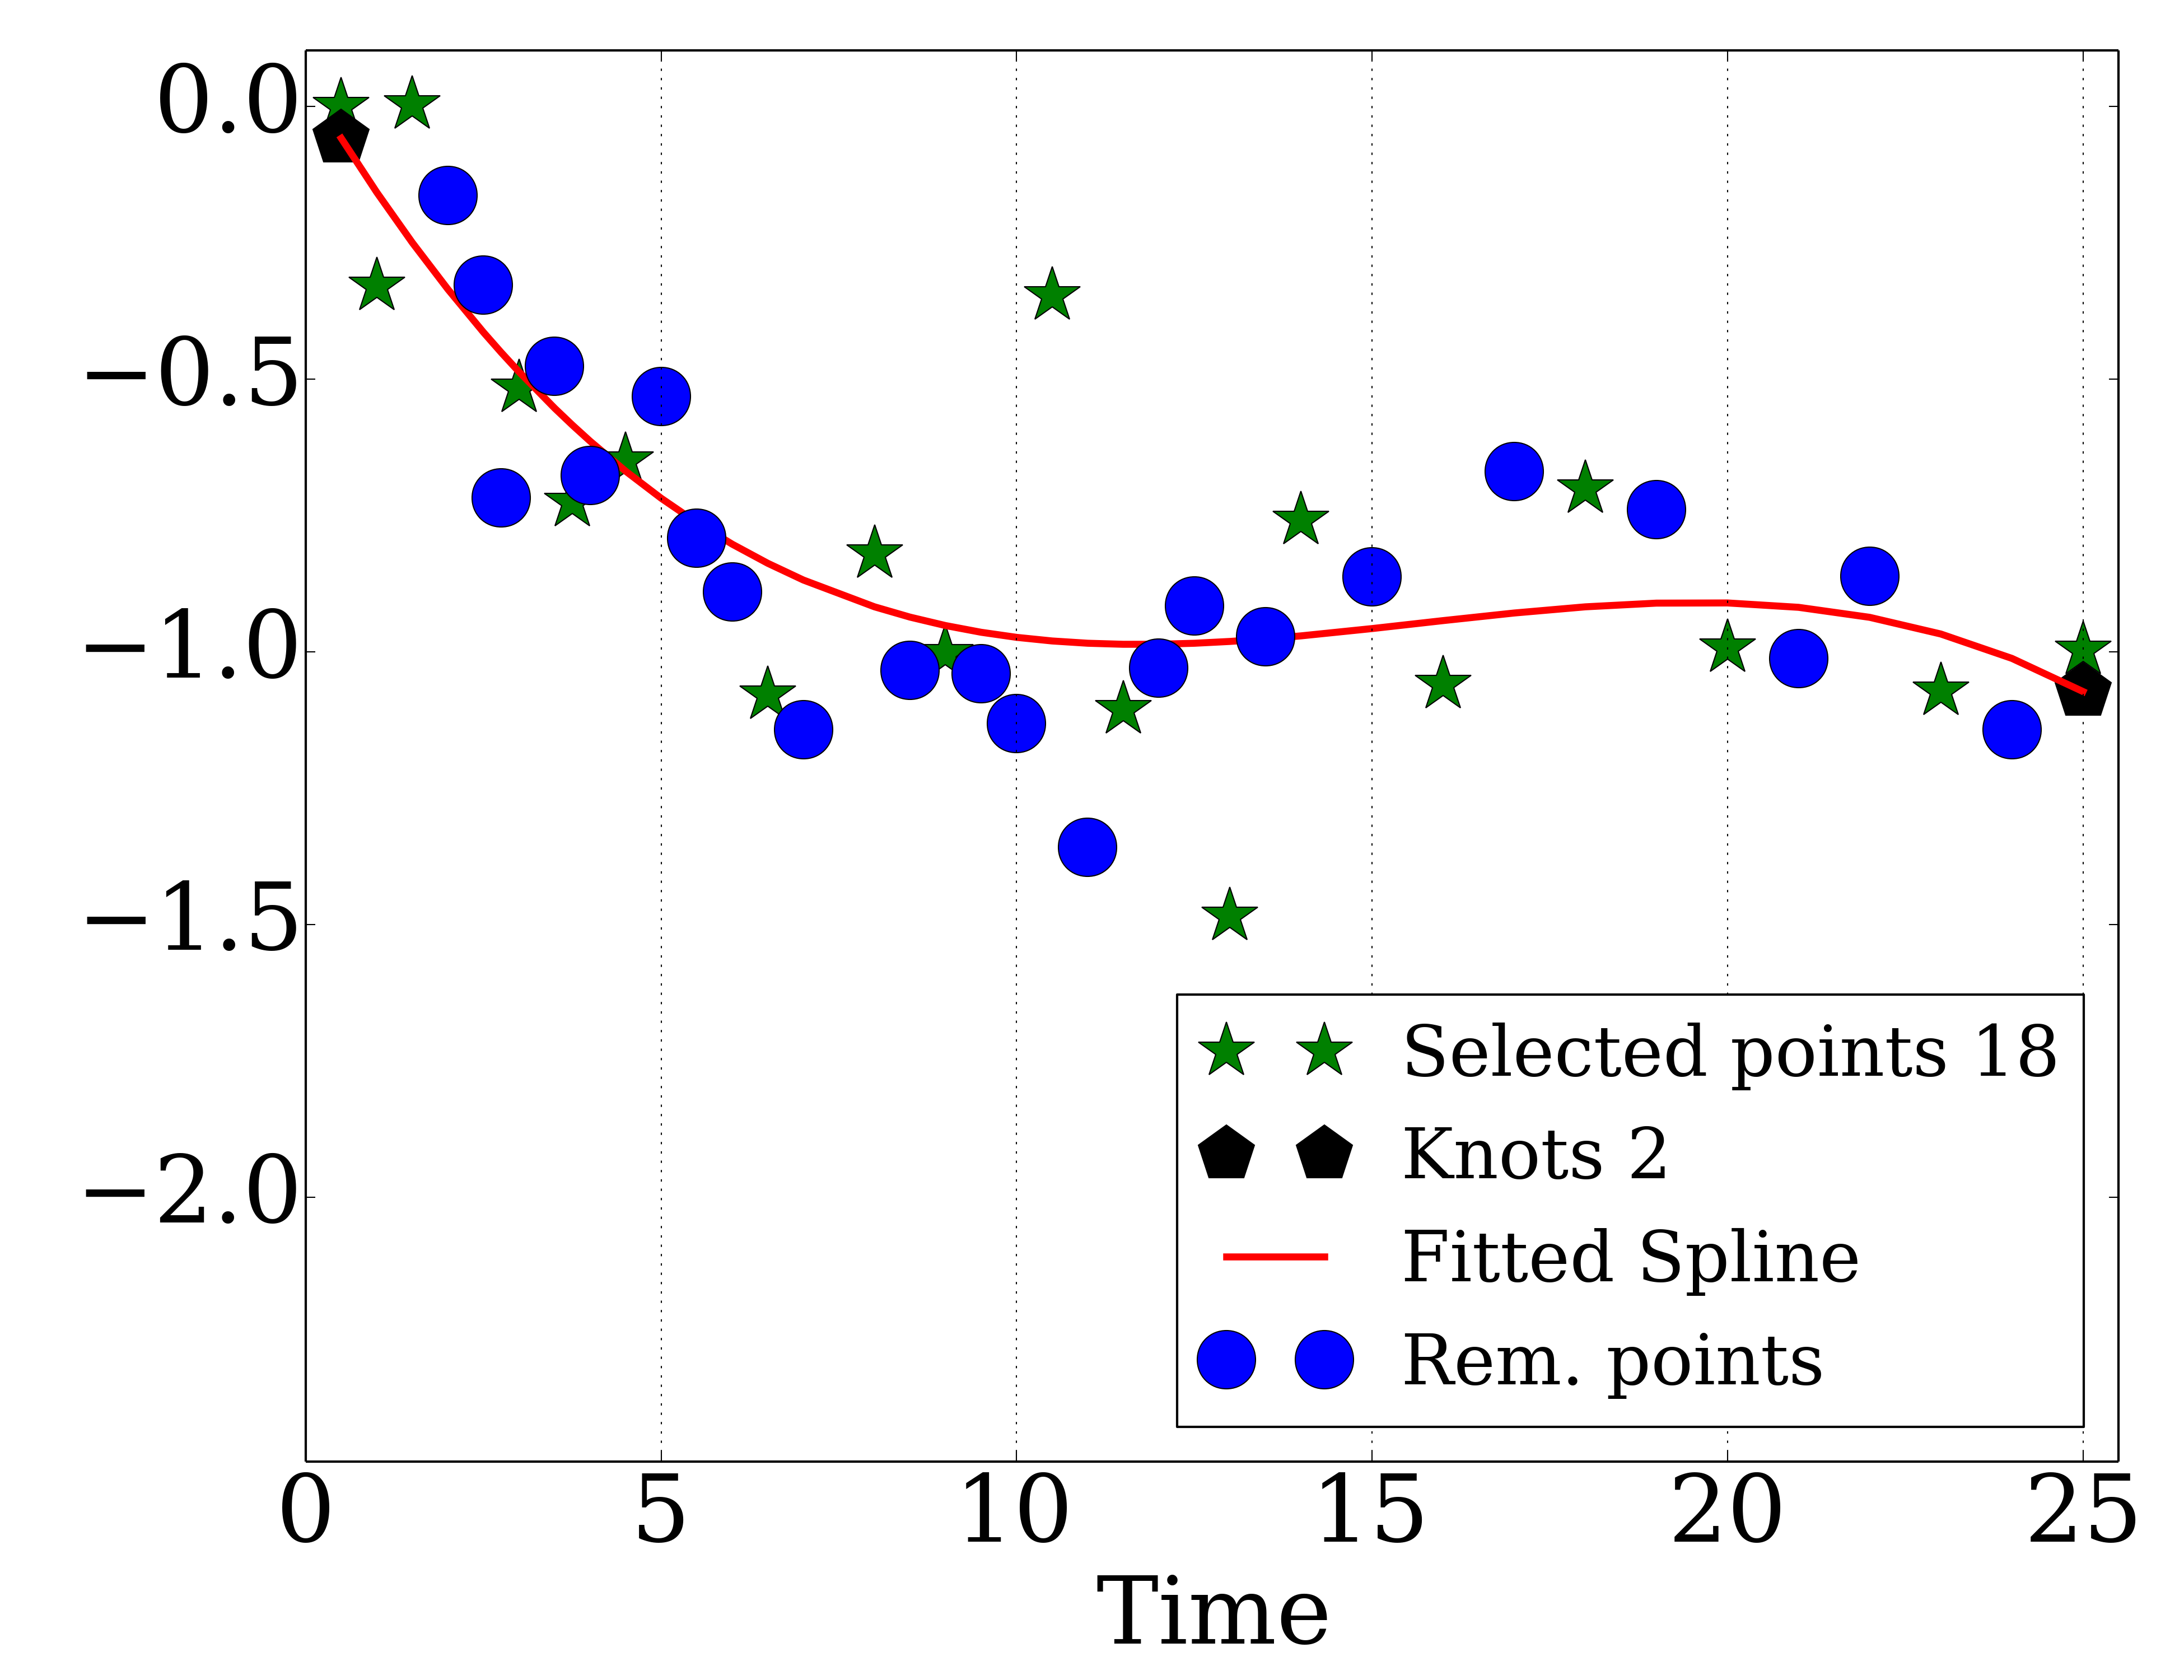 0.0
−0.5
−1.0
−1.5
−2.0
Selected points 18
Knots 2
Fitted Spline
Rem. points
0 5 10 15 20 25
Time